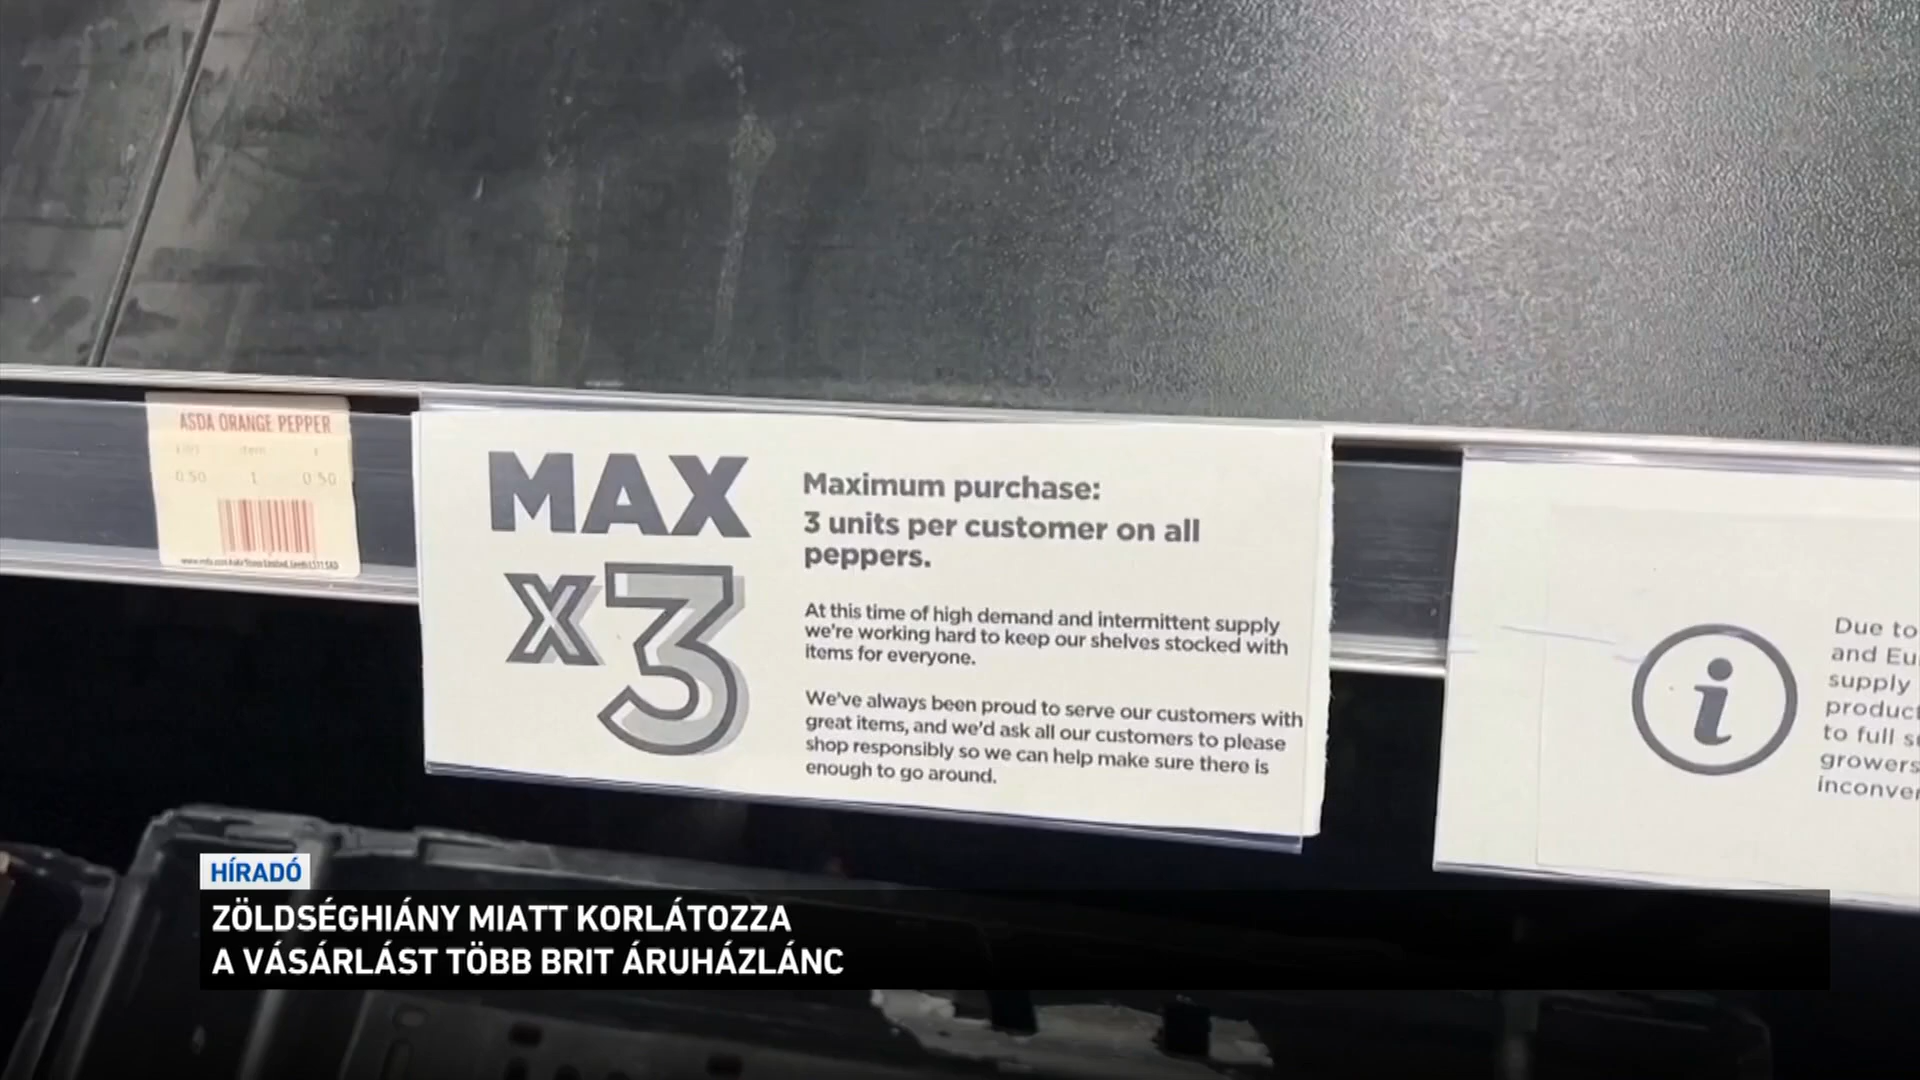 ASDA ORANGE PEPPER
0.50 1 0.50
MAX
x3
Maximum purchase:
3 units per customer on all
peppers.
At this time of high demand and intermittent supply
we're working hard to keep our shelves stocked with
items for everyone.
We've always been proud to serve our customers with
great items, and we'd ask all our customers to please
shop responsibly so we can help make sure there is
enough to go around.
i
Due to
and Eu
supply
product
to full s
growers
inconve
HÍRADÓ
ZÖLDSÉGHIÁNY MIATT KORLÁTOZZA
A VÁSÁRLÁST TÖBB BRIT ÁRUHÁZLÁNC